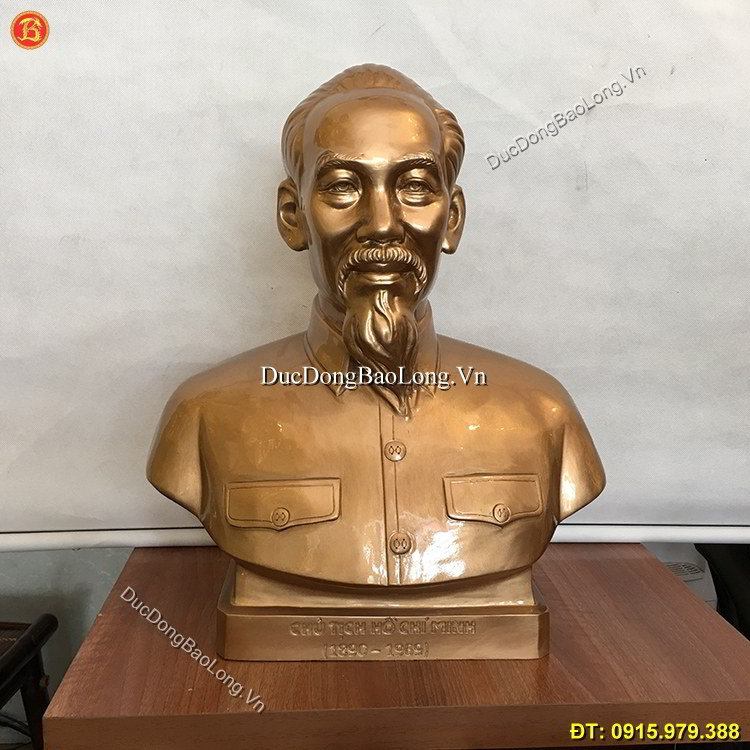 B
DucDongBaoLong.Vn
DucDongBaoLong.Vn
DucDongBaoLong.Vn
CHỦ TỊCH HỒ CHÍ MINH
(1890 - 1969)
ĐT: 0915.979.388